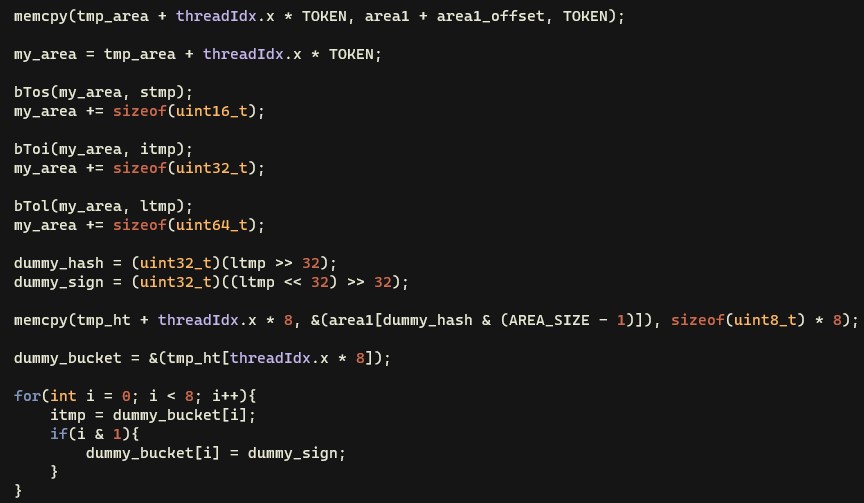 memcpy(tmp_area + threadIdx.x * TOKEN, area1 + area1_offset, TOKEN);
my_area = tmp_area + threadIdx.x * TOKEN;
bTos(my_area, stmp);
my_area += sizeof(uint16_t);
bToi(my_area, itmp);
my_area += sizeof(uint32_t);
bTol(my_area, ltmp);
my_area += sizeof(uint64_t);
dummy_hash = (uint32_t)(ltmp >> 32);
dummy_sign = (uint32_t)((ltmp << 32) >> 32);
memcpy(tmp_ht + threadIdx.x * 8, &(area1[dummy_hash & (AREA_SIZE - 1)]), sizeof(uint8_t) * 8);
dummy_bucket = &(tmp_ht[threadIdx.x * 8]);
for(int i = 0; i < 8; i++){
    itmp = dummy_bucket[i];
    if(i & 1){
        dummy_bucket[i] = dummy_sign;
    }
}